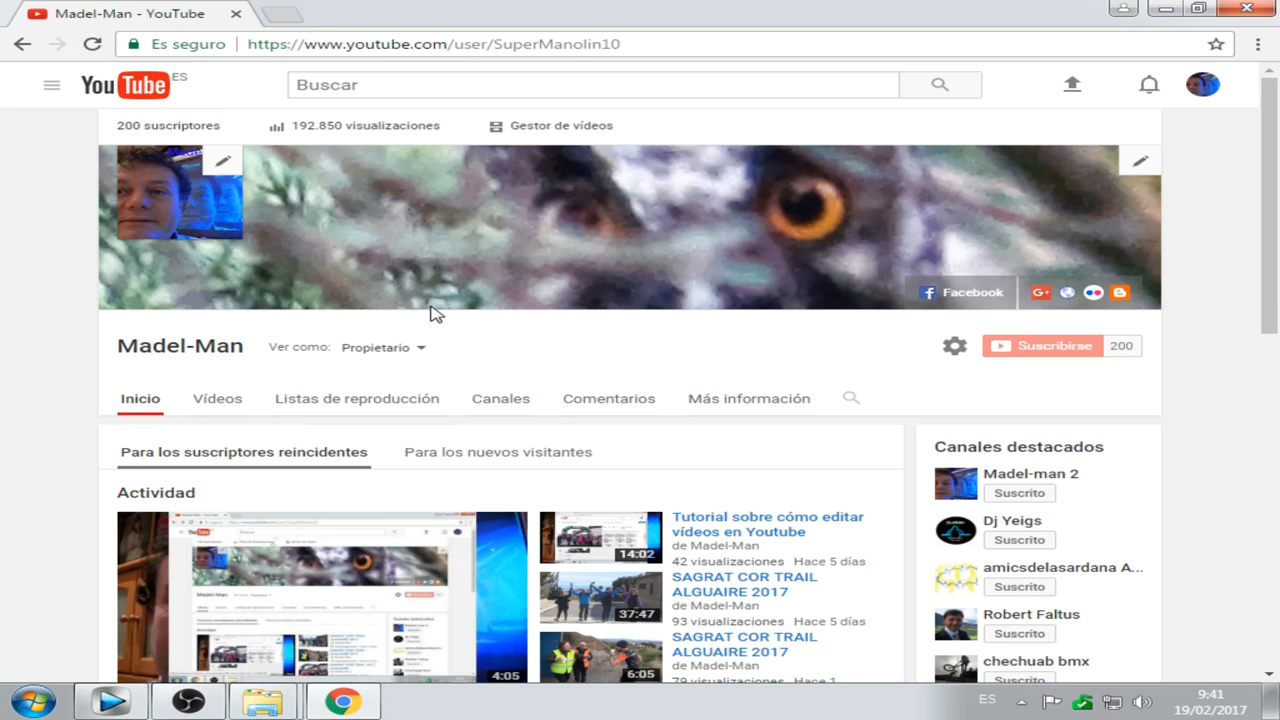 Madel-Man - YouTube
Es seguro
https://www.youtube.com/user/SuperManolin10
YouTube ES
Buscar
200 suscriptores
192.850 visualizaciones
Gestor de vídeos
Facebook
Madel-Man
Ver como: Propietario
Suscribirse 200
Inicio
Vídeos
Listas de reproducción
Canales
Comentarios
Más información
Para los suscriptores reincidentes
Para los nuevos visitantes
Actividad
4:05
14:02
Tutorial sobre cómo editar
vídeos en Youtube
de Madel-Man
42 visualizaciones Hace 5 días
37:47
SAGRAT COR TRAIL
ALGUAIRE 2017
de Madel-Man
93 visualizaciones Hace 5 días
6:05
SAGRAT COR TRAIL
ALGUAIRE 2017
de Madel-Man
79 visualizaciones Hace 1
Canales destacados
Madel-man 2
Suscrito
Dj Yeigs
Suscrito
amicsdelasardana A...
Suscrito
Robert Faltus
Suscrito
chechuab bmx
Suscrito
ES
9:41
19/02/2017